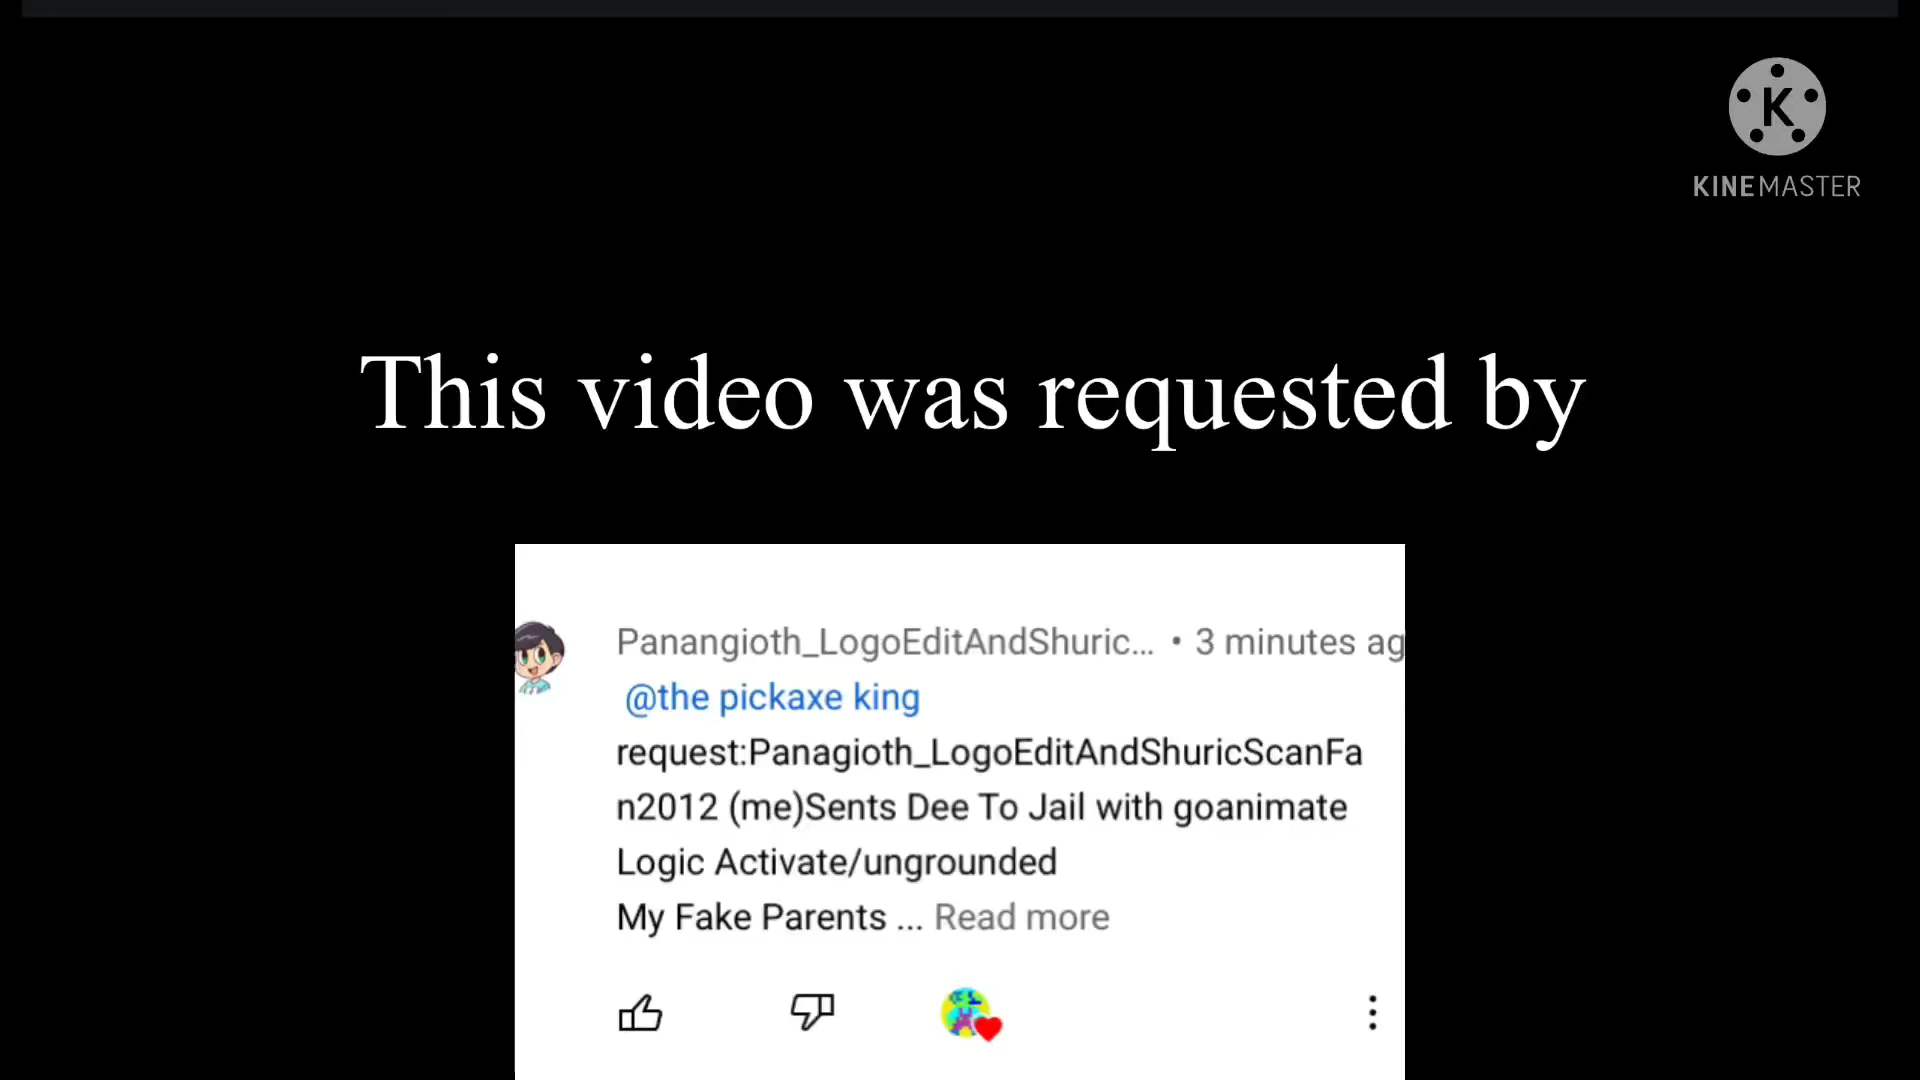 K
KINEMASTER
This video was requested by
Panangioth_LogoEditAndShuric... • 3 minutes ag
@the pickaxe king
request:Panagioth_LogoEditAndShuricScanFa
n2012 (me)Sents Dee To Jail with goanimate
Logic Activate/ungrounded
My Fake Parents ... Read more